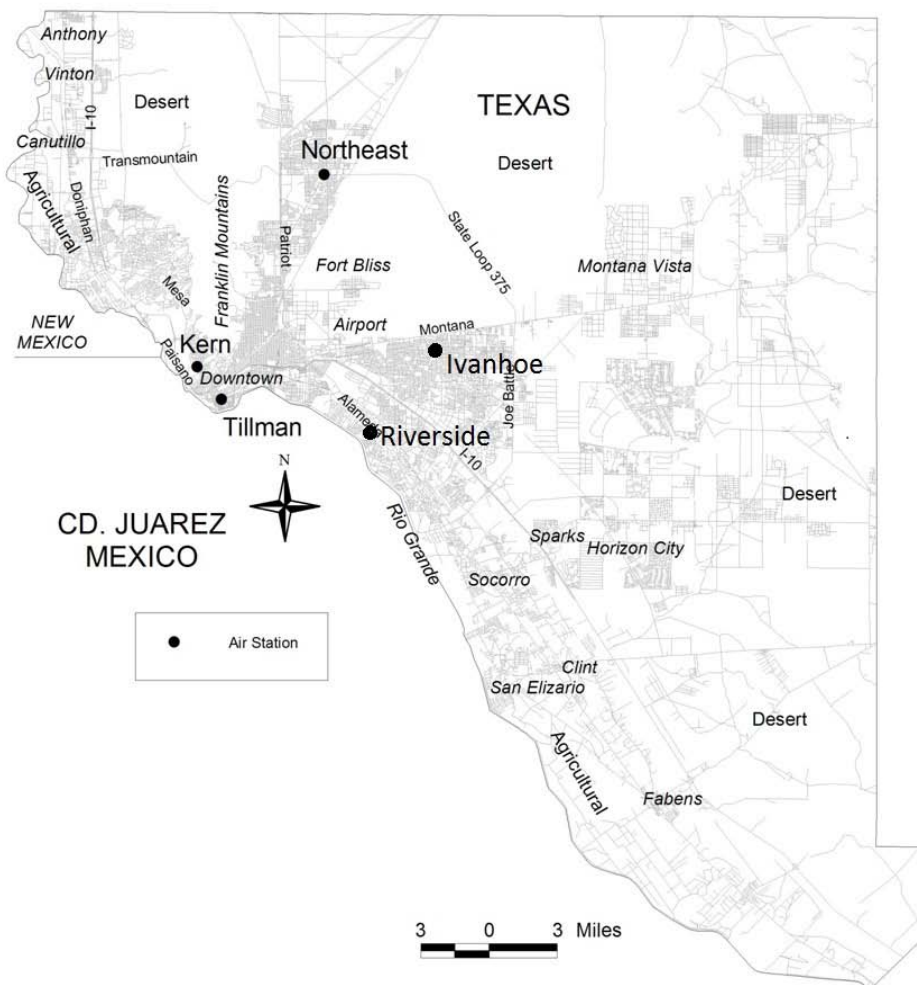 Anthony
Vinton
I-10
Desert
TEXAS
Canutillo
Transmountain
Northeast
Desert
Agricultural
Doniphan
Franklin Mountains
Patriot
State Loop 375
Fort Bliss
Montana Vista
Mesa
NEW
MEXICO
Airport
Montana
Kern
Paisano
Downtown
Ivanhoe
Joe Battle
Tillman
Alameda
Riverside
I-10
N
CD. JUAREZ
MEXICO
Rio Grande
Desert
Sparks
Horizon City
Socorro
Air Station
Clint
San Elizario
Desert
Agricultural
Fabens
3 0 3 Miles